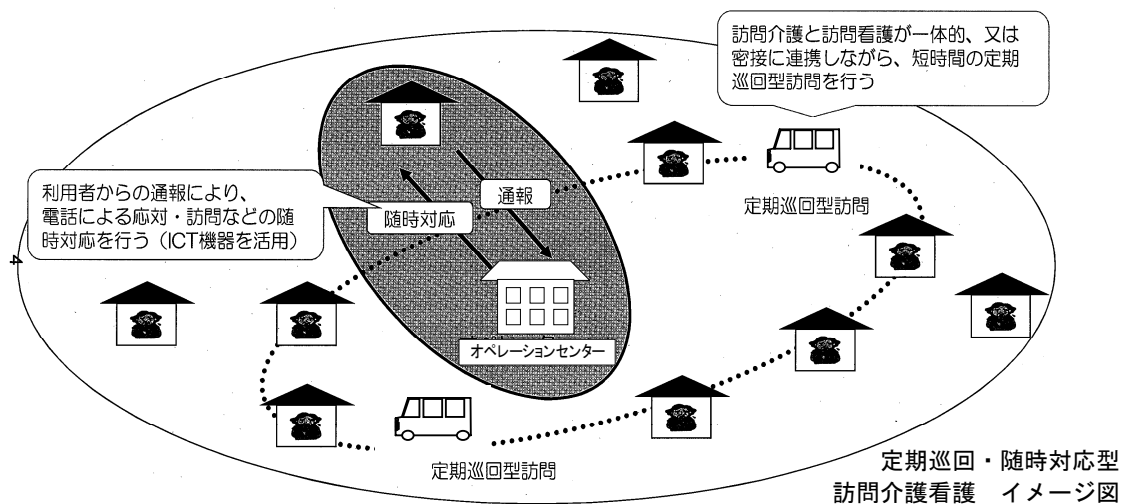 訪問介護と訪問看護が一体的、又は
密接に連携しながら、短時間の定期
巡回型訪問を行う
利用者からの通報により、
電話による応対・訪問などの随
時対応を行う（ICT機器を活用）
通報
随時対応
定期巡回型訪問
オペレーションセンター
定期巡回型訪問
4
定期巡回・随時対応型
訪問介護看護　イメージ図